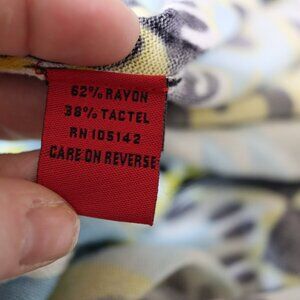 62% RAYON
38% TACTEL
RN 105142
CARE ON REVERSE